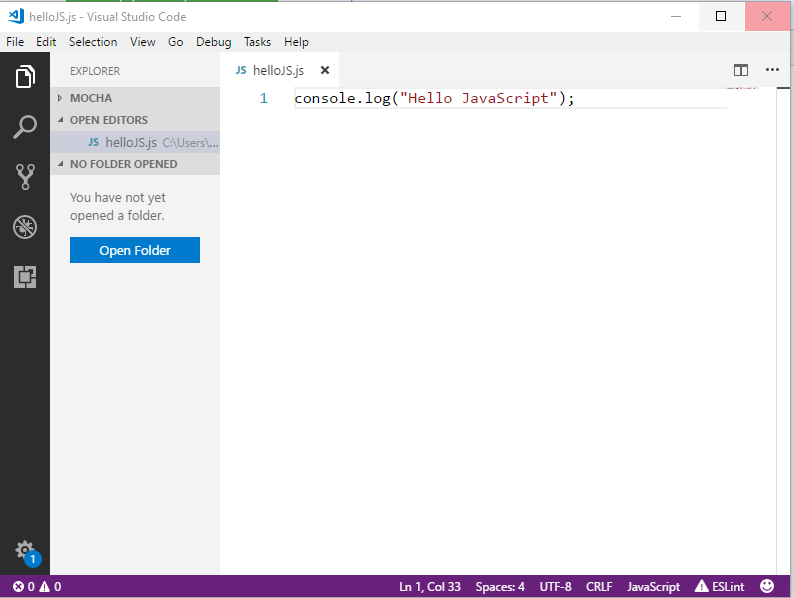 helloJS.js - Visual Studio Code
File Edit Selection View Go Debug Tasks Help
EXPLORER
MOCHA
OPEN EDITORS
JS helloJS.js C:\Users\...
NO FOLDER OPENED
You have not yet
opened a folder.
Open Folder
JS helloJS.js
1 console.log("Hello JavaScript");
1
0 0 Ln 1, Col 33 Spaces: 4 UTF-8 CRLF JavaScript ESLint